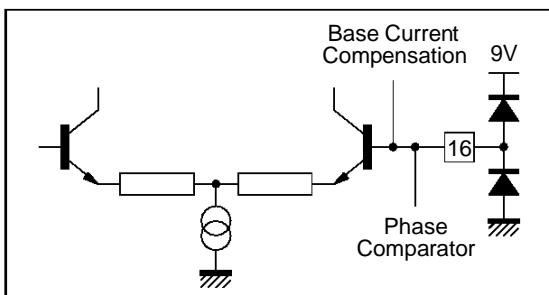 Base Current
Compensation
9V
16
Phase
Comparator